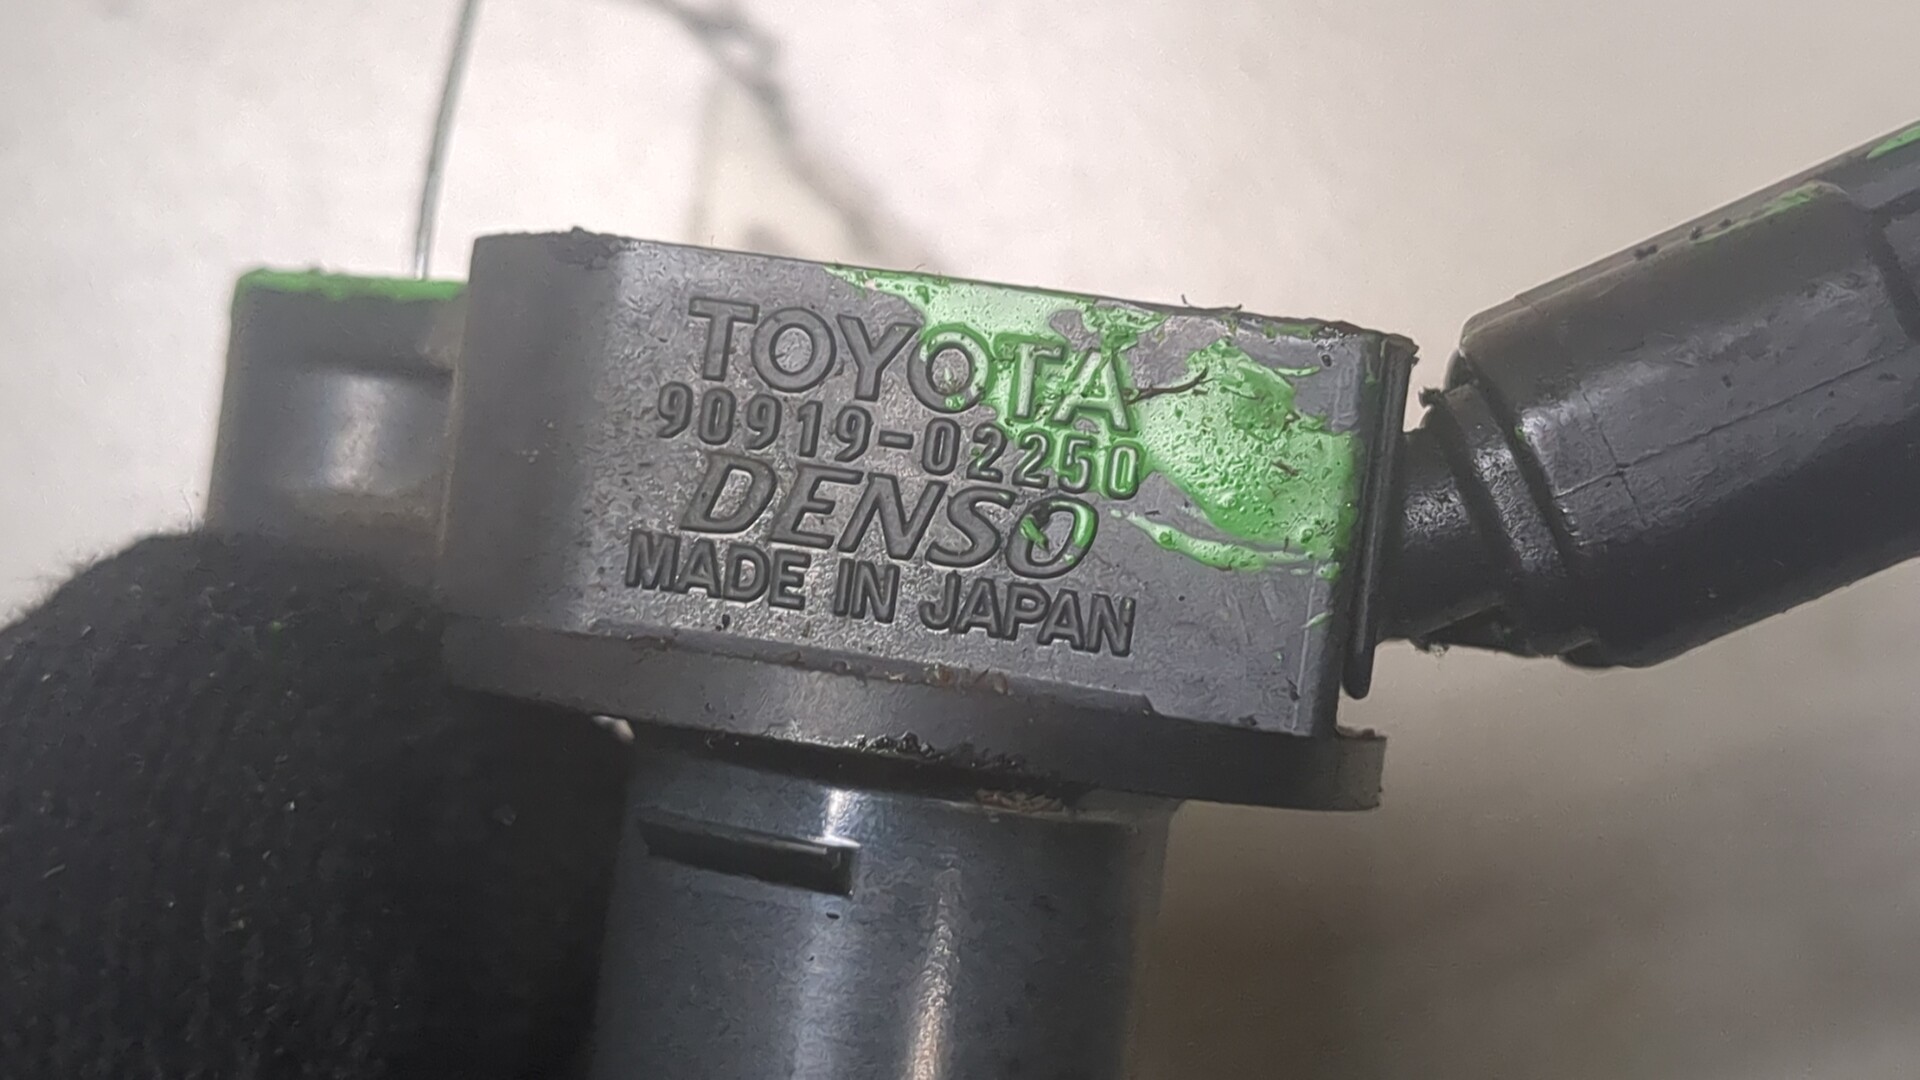 TOYOTA
90919-02250
DENSO
MADE IN JAPAN